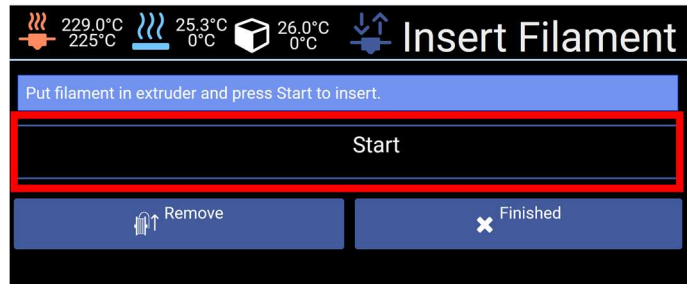 229.0°C 25.3°C 26.0°C Insert Filament
225°C 0°C 0°C
Put filament in extruder and press Start to insert.
Start
Remove Finished